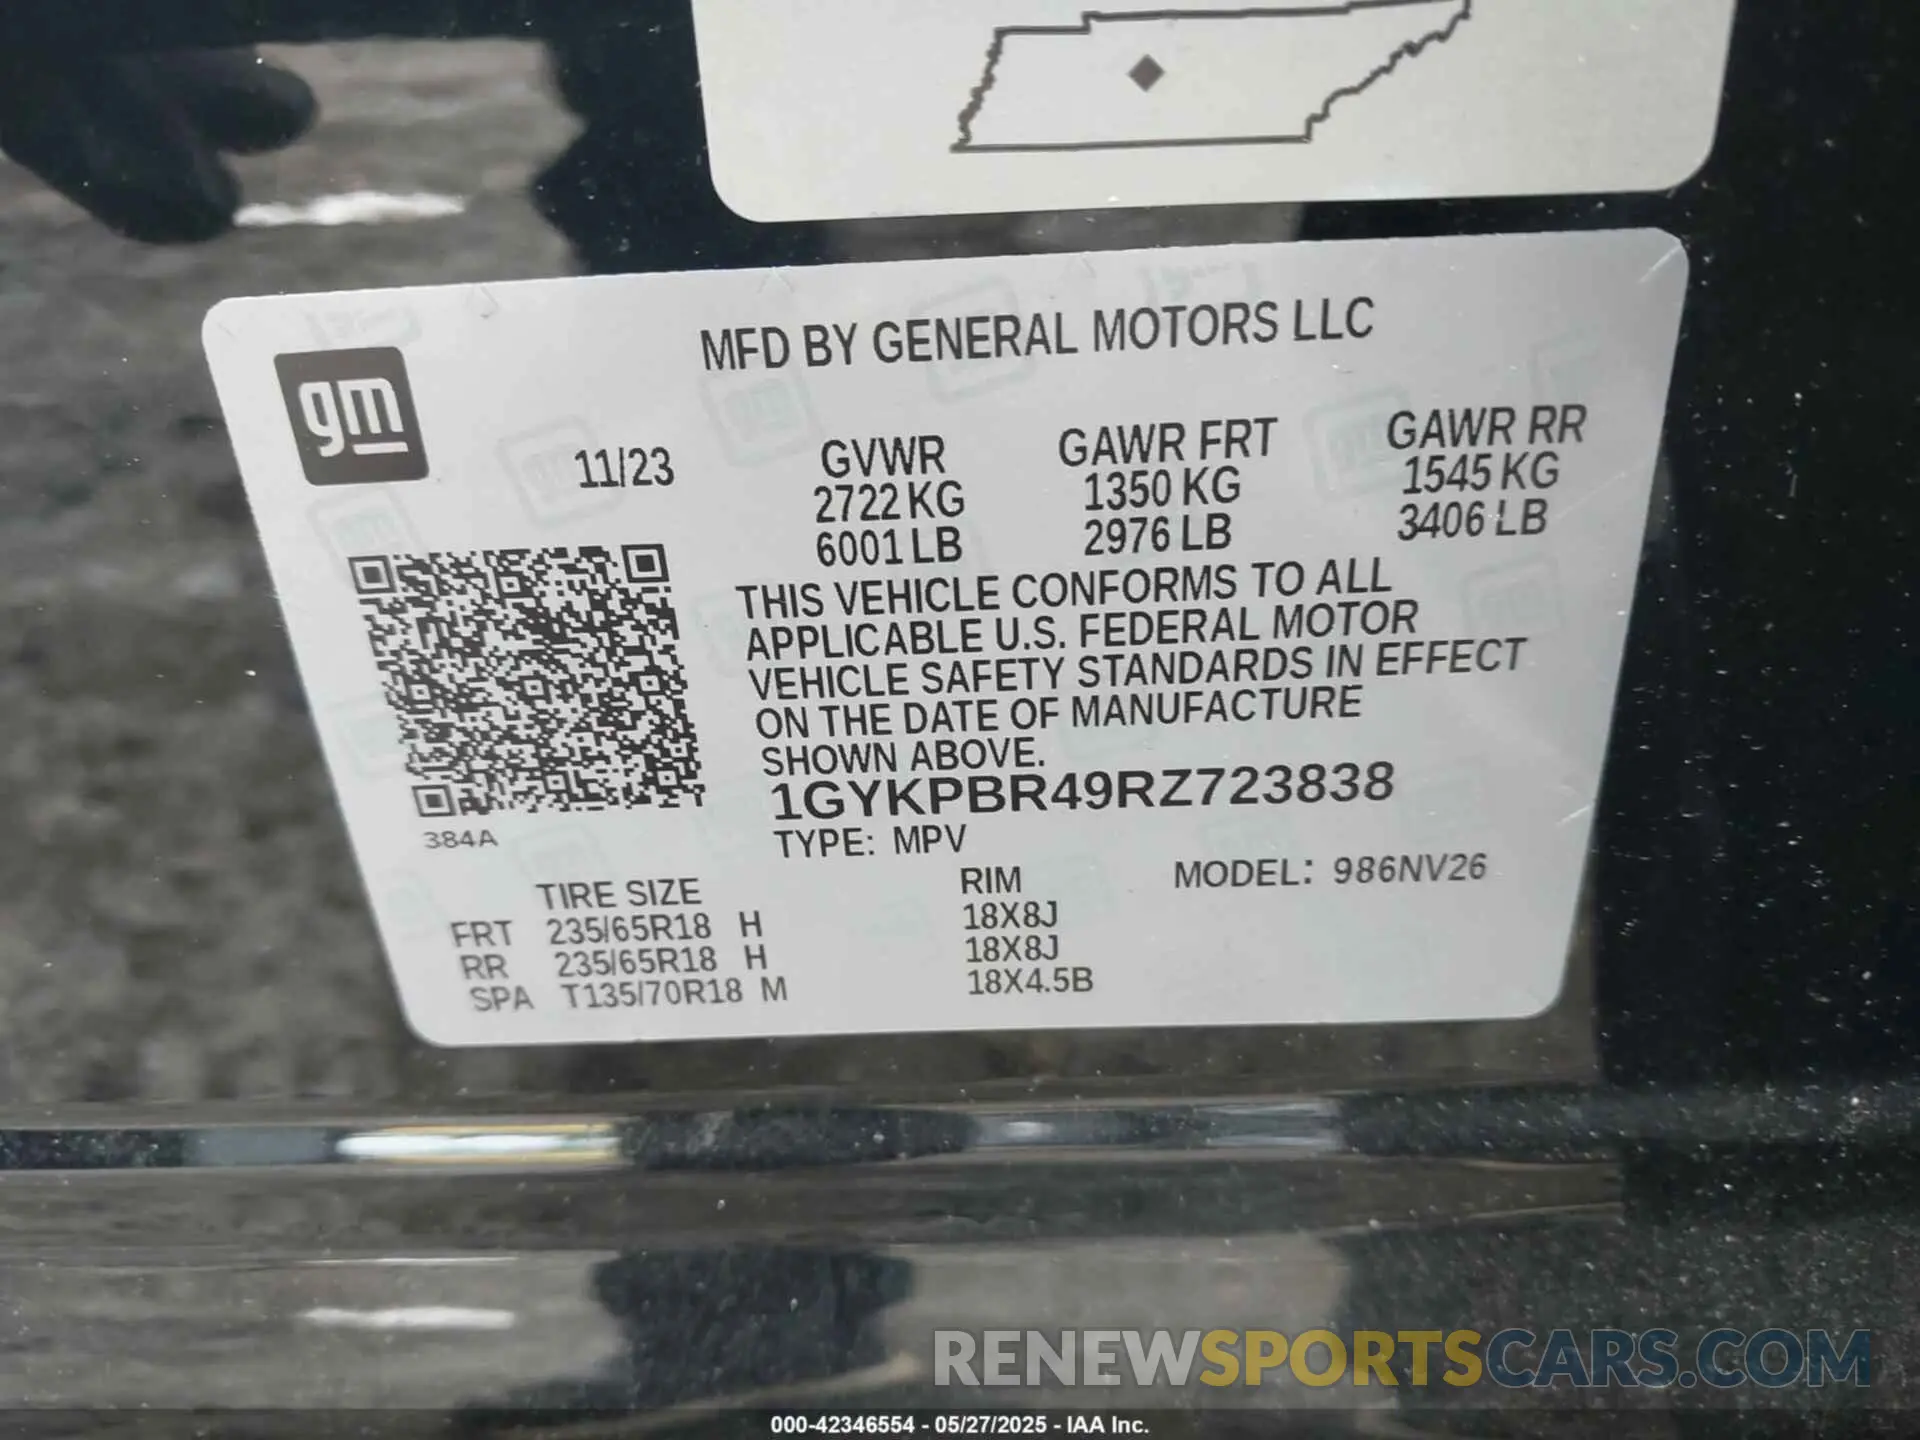 MFD BY GENERAL MOTORS LLC
gm
11/23
GVWR
2722 KG
6001 LB
GAWR FRT
1350 KG
2976 LB
GAWR RR
1545 KG
3406 LB
THIS VEHICLE CONFORMS TO ALL
APPLICABLE U.S. FEDERAL MOTOR
VEHICLE SAFETY STANDARDS IN EFFECT
ON THE DATE OF MANUFACTURE
SHOWN ABOVE.
1GYKPBR49RZ723838
384A
TYPE: MPV
MODEL: 986NV26
TIRE SIZE RIM
FRT 235/65R18 H 18X8J
RR 235/65R18 H 18X8J
SPA T135/70R18 M 18X4.5B
RENEWSPORTSCARS.COM
000-42346554 - 05/27/2025 - IAA Inc.